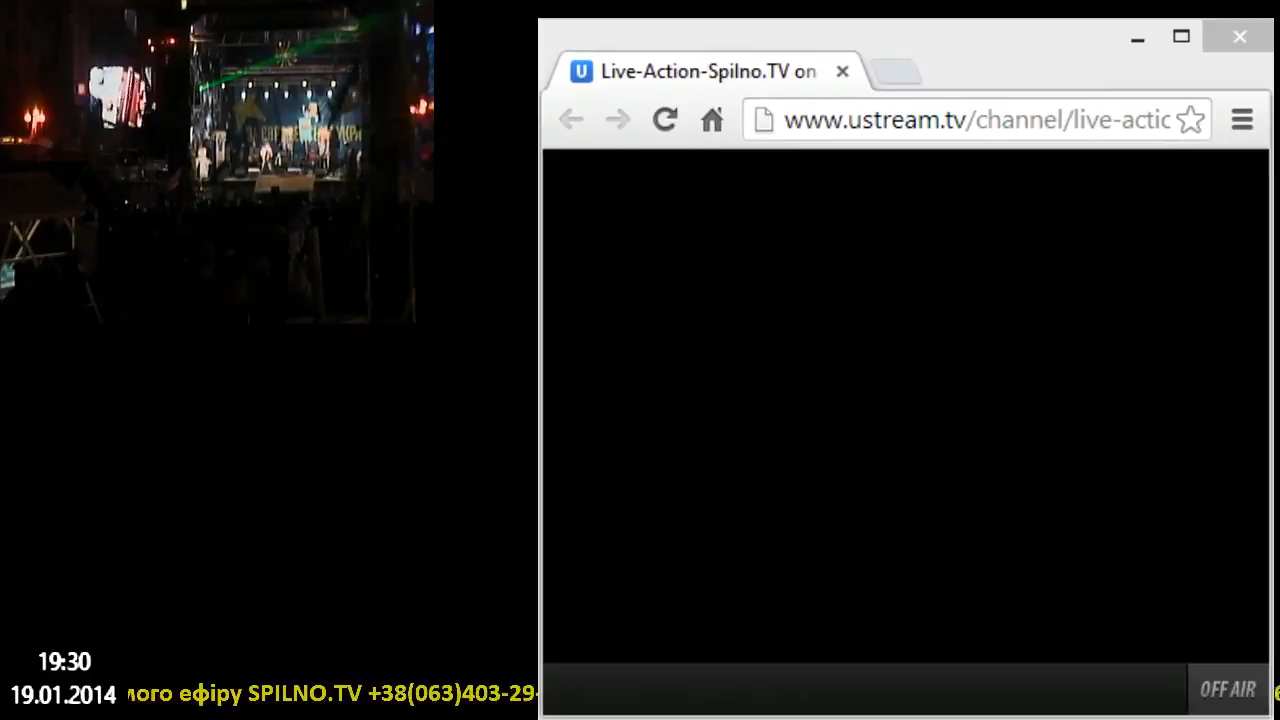 Live-Action-Spilno.TV on
www.ustream.tv/channel/live-actic
19:30
19.01.2014
ного ефіру SPILNO.TV +38(063)403-29-
OFF AIR